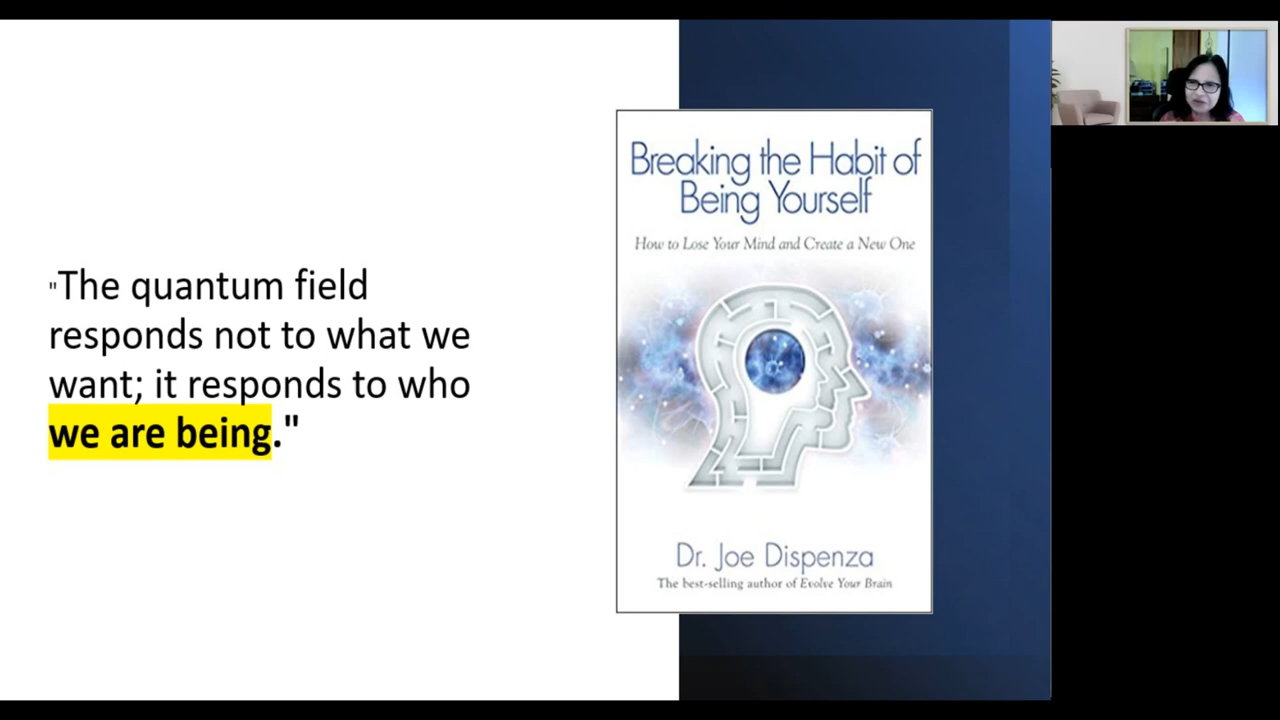 "The quantum field
responds not to what we
want; it responds to who
we are being."
Breaking the Habit of
Being Yourself
How to Lose Your Mind and Create a New One
Dr. Joe Dispenza
The best-selling author of Evolve Your Brain